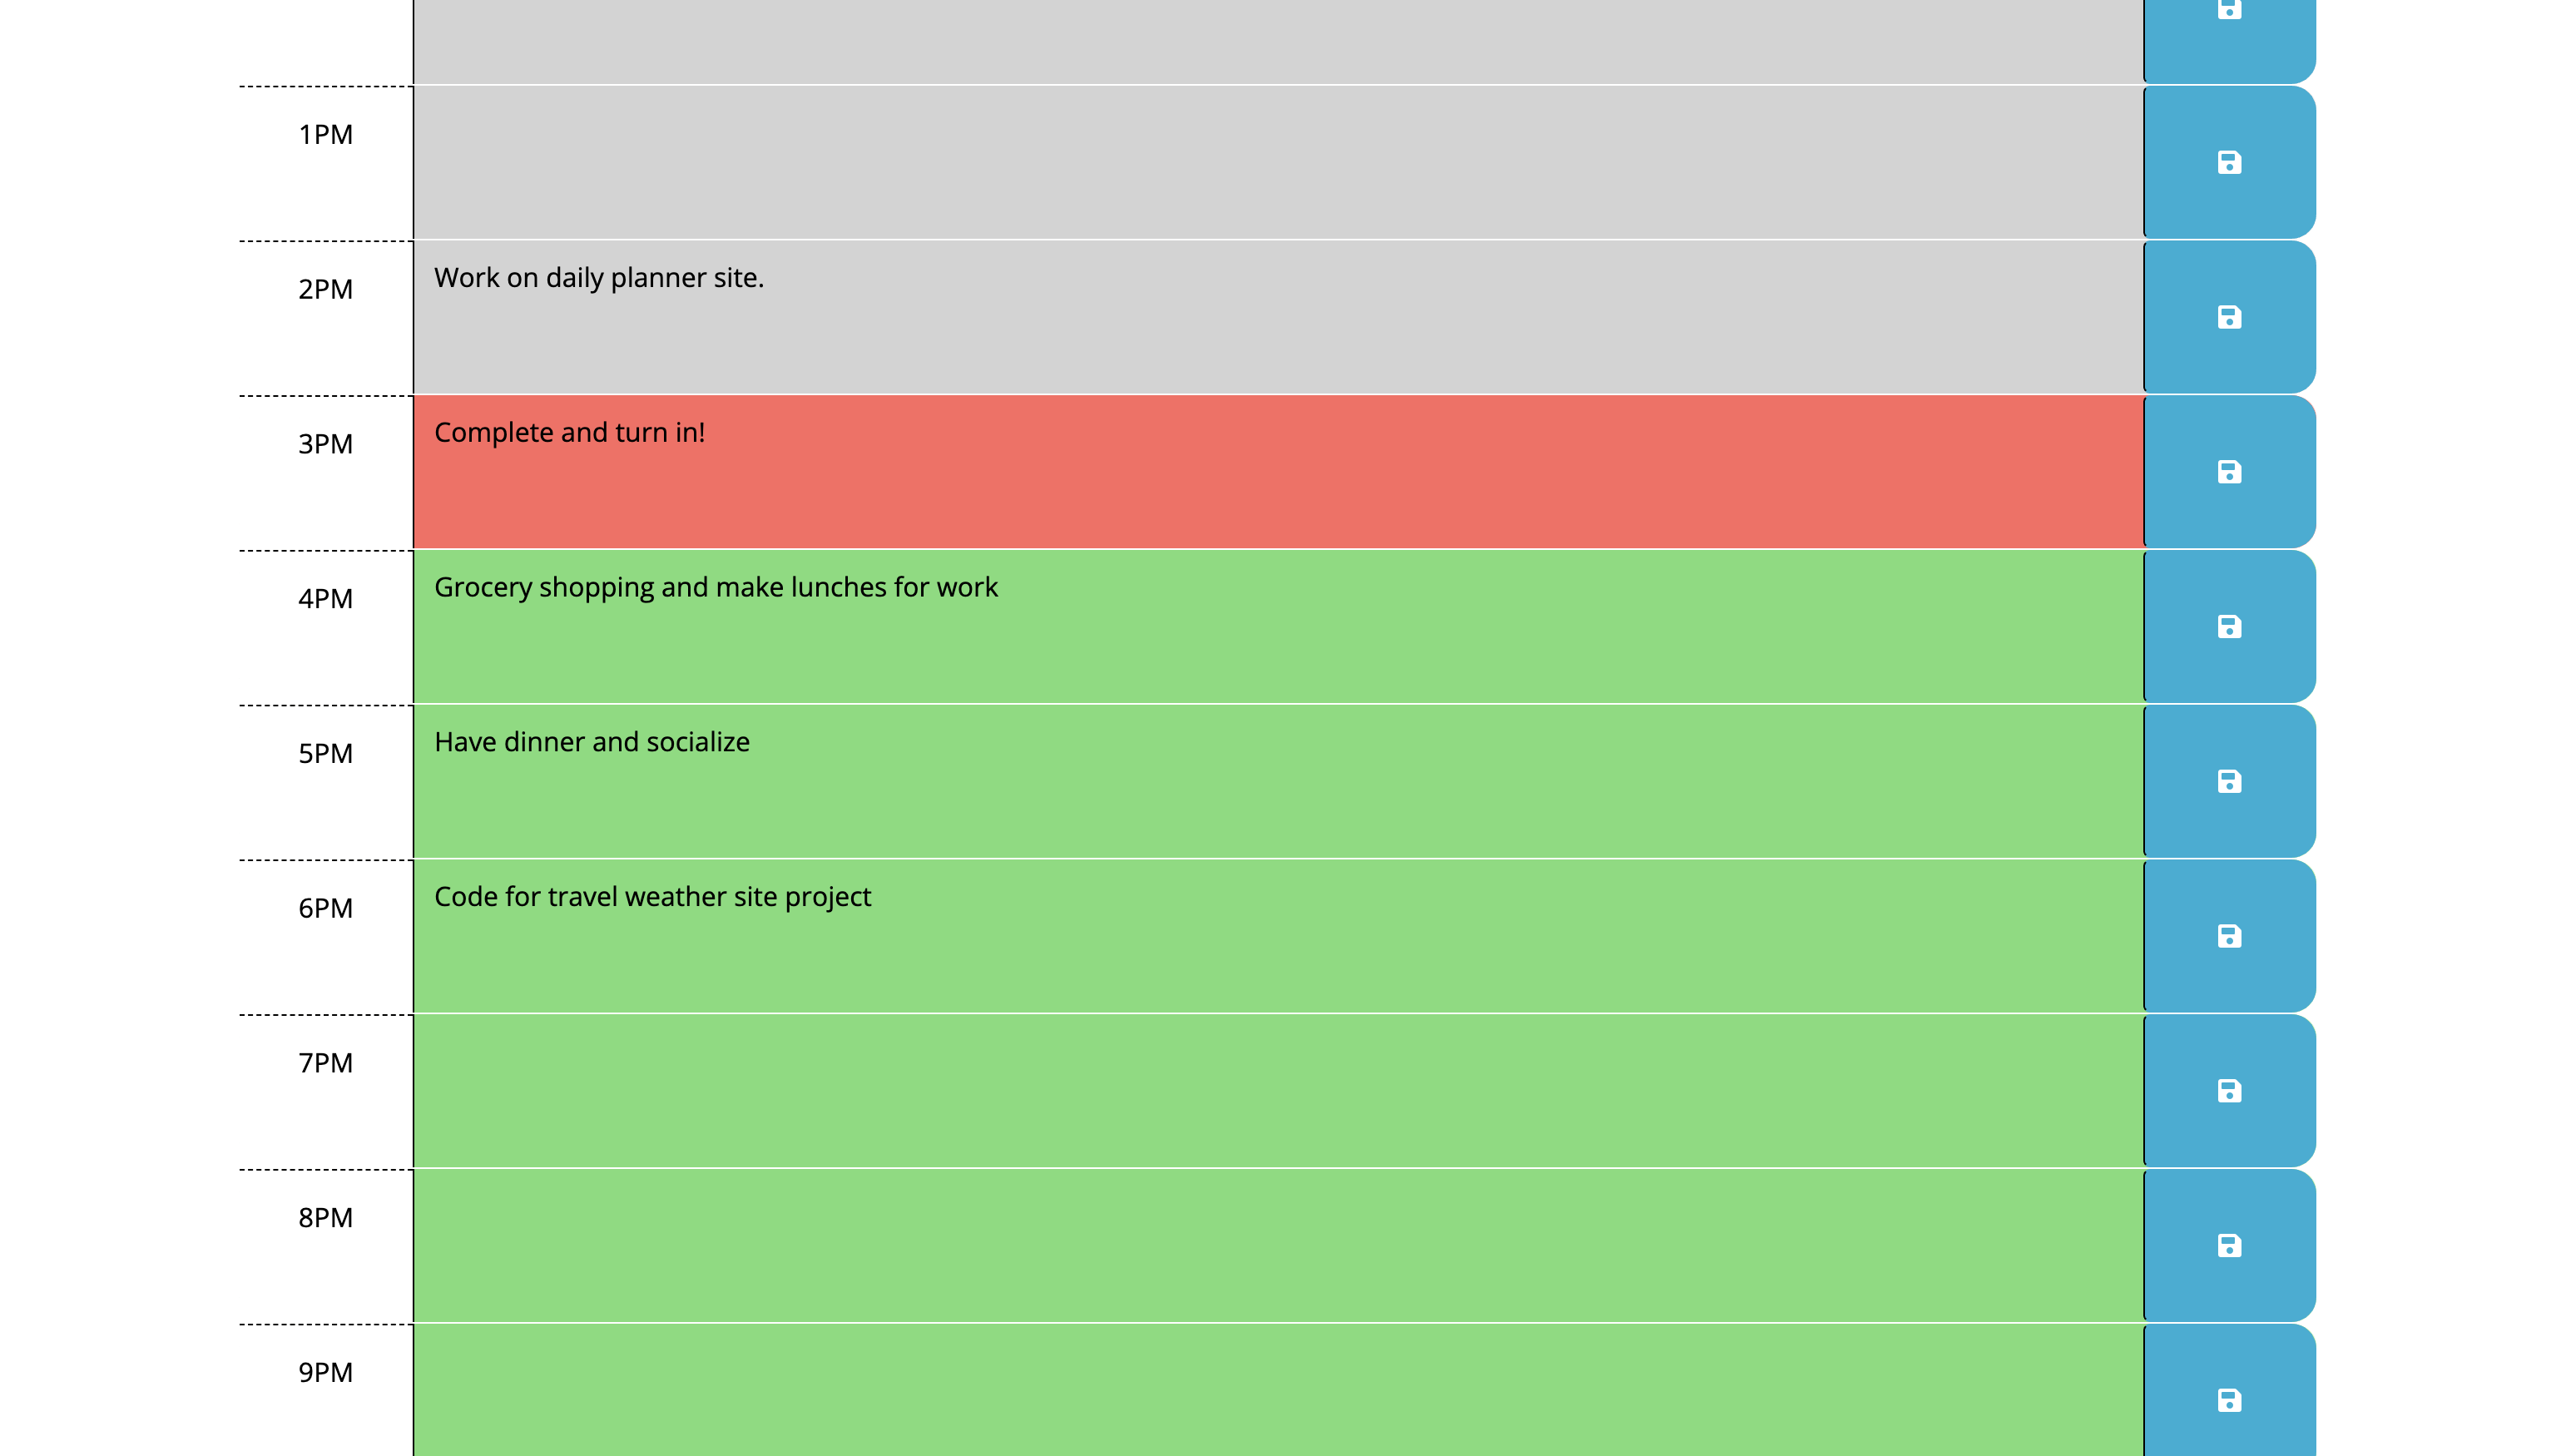 1PM
2PM
Work on daily planner site.
3PM
Complete and turn in!
4PM
Grocery shopping and make lunches for work
5PM
Have dinner and socialize
6PM
Code for travel weather site project
7PM
8PM
9PM